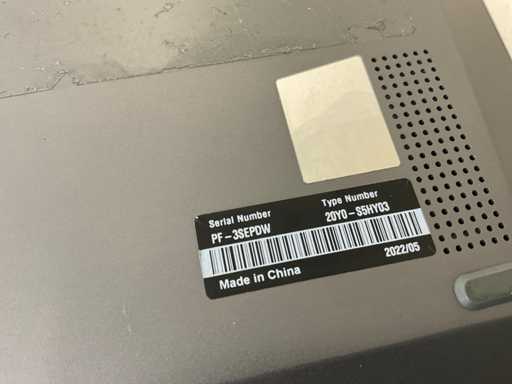 Serial Number Type Number
PF-3SEPDW 20Y0-S5HY03
2022/05
Made in China